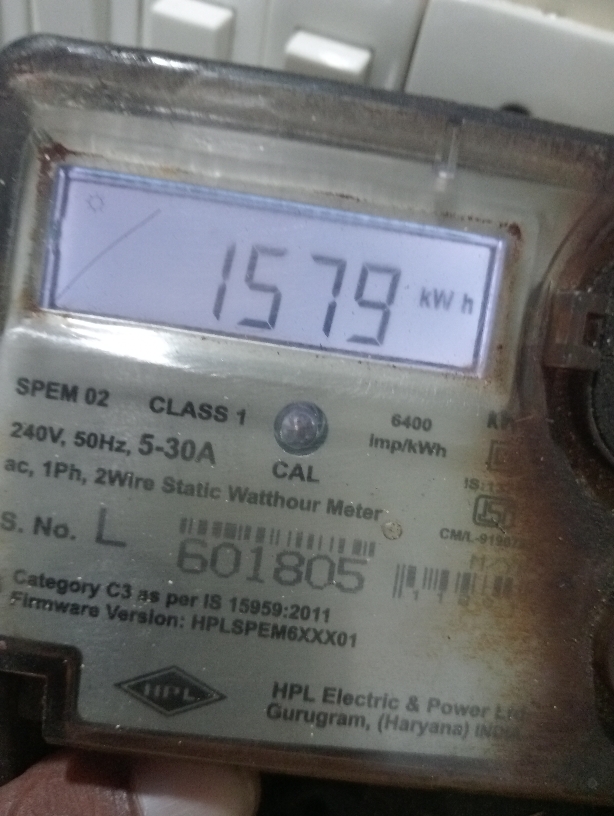 1579 kWh
SPEM 02 CLASS 1
6400
imp/kWh
240V, 50Hz, 5-30A
CAL
ac, 1Ph, 2Wire Static Watthour Meter
S. No. L
601805
Category C3 as per IS 15959:2011
Firmware Version: HPLSPEM6XXX01
HPL
HPL Electric & Power
Gurugram, (Haryana) INDIA